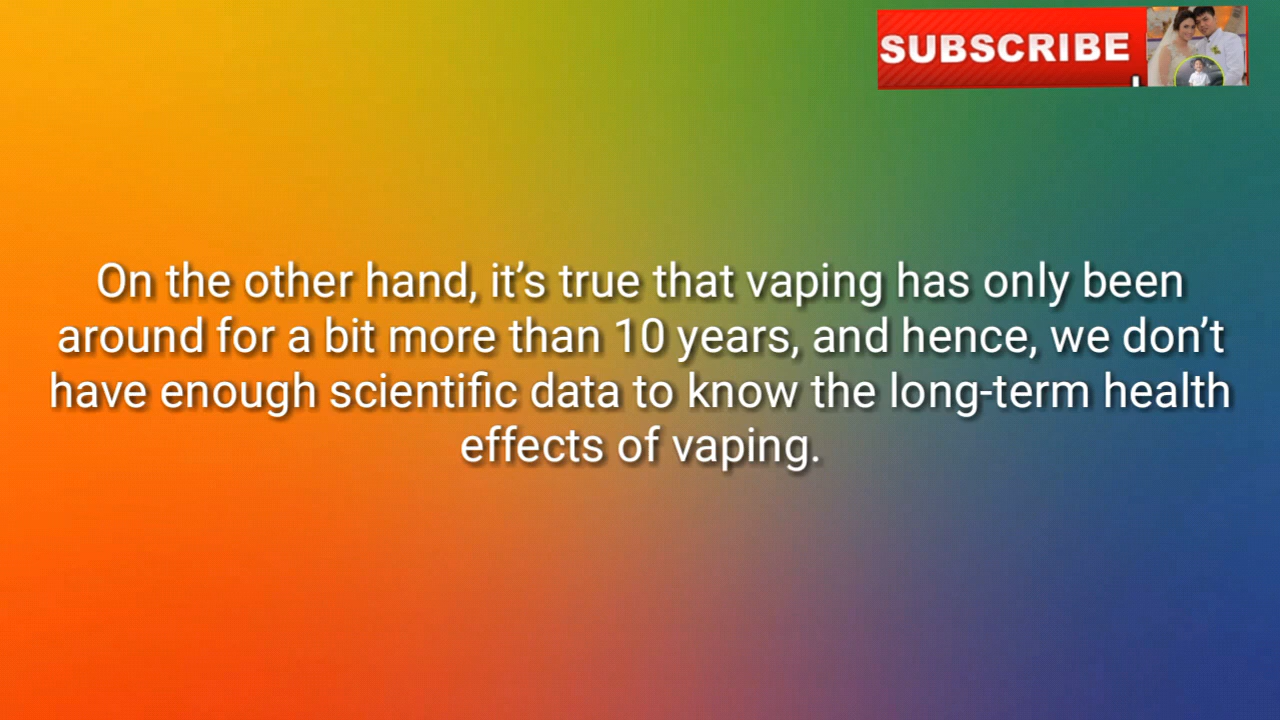 SUBSCRIBE
On the other hand, it’s true that vaping has only been
around for a bit more than 10 years, and hence, we don’t
have enough scientific data to know the long-term health
effects of vaping.